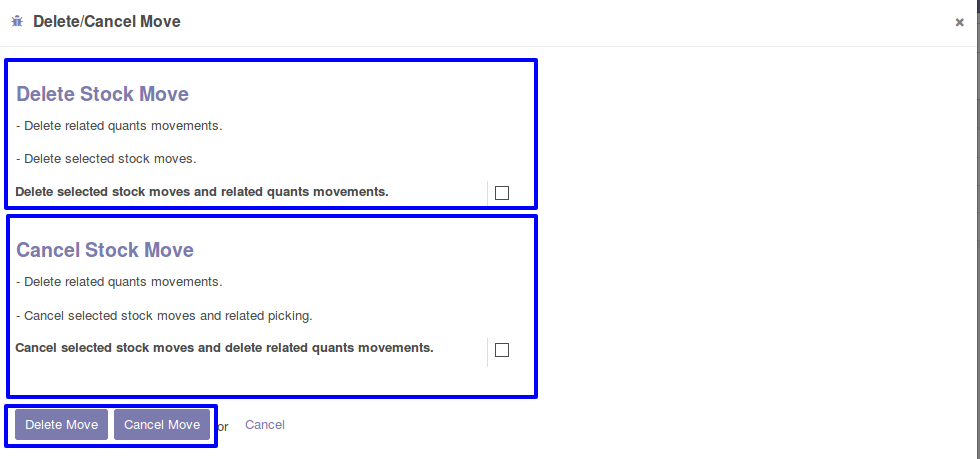 Delete/Cancel Move
×
Delete Stock Move
- Delete related quants movements.
- Delete selected stock moves.
Delete selected stock moves and related quants movements.
Cancel Stock Move
- Delete related quants movements.
- Cancel selected stock moves and related picking.
Cancel selected stock moves and delete related quants movements.
Delete Move Cancel Move or Cancel